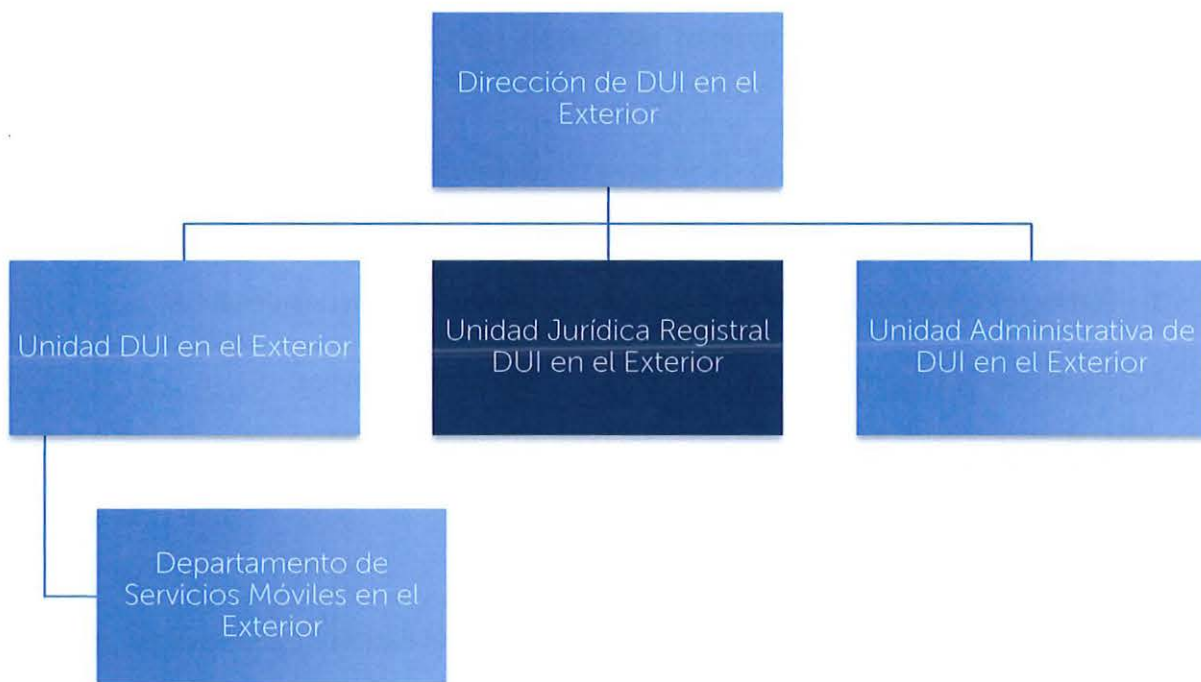 Dirección de DUI en el
Exterior
Unidad DUI en el Exterior
Unidad Jurídica Registral
DUI en el Exterior
Unidad Administrativa de
DUI en el Exterior
Departamento de
Servicios Móviles en el
Exterior